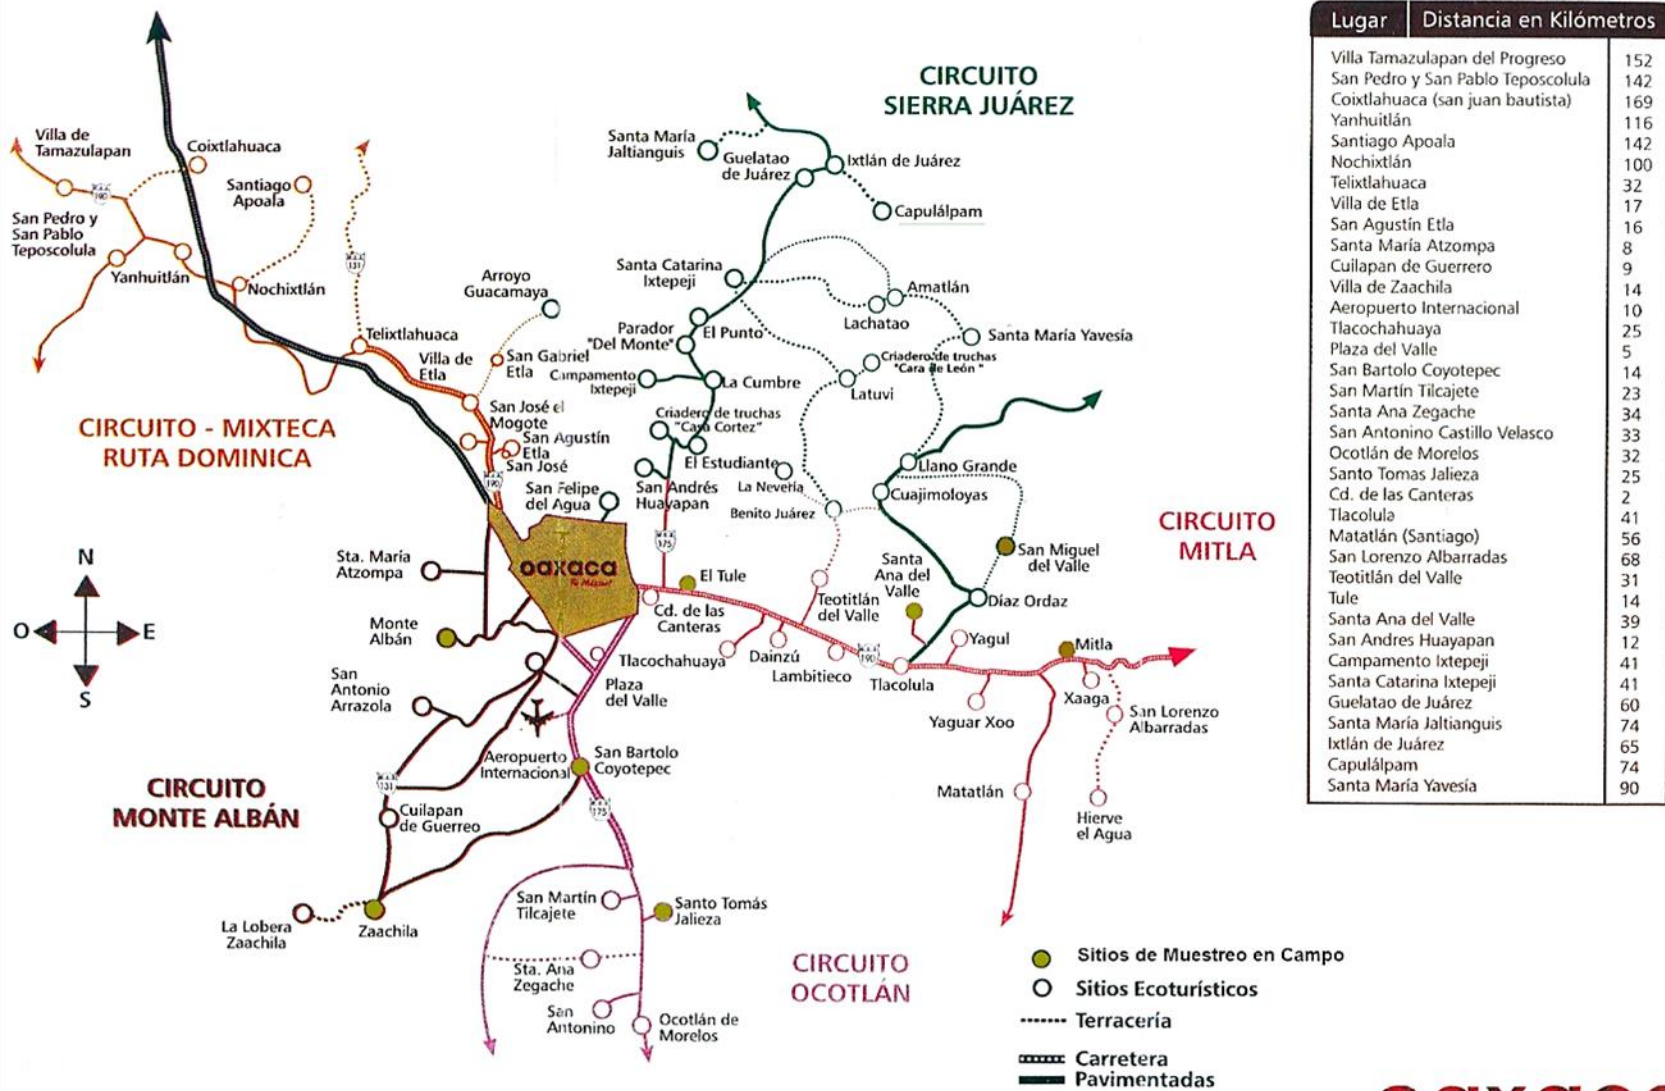 Lugar Distancia en Kilómetros
Villa Tamazulapan del Progreso 152
San Pedro y San Pablo Teposcolula 142
Coixtlahuaca (san juan bautista) 169
Yanhuitlán 116
Santiago Apoala 142
Nochixtlán 100
Telixtlahuaca 32
Villa de Etla 17
San Agustín Etla 16
Santa María Atzompa 8
Cuilapan de Guerrero 9
Villa de Zaachila 14
Aeropuerto Internacional 10
Tlacochahuaya 25
Plaza del Valle 5
San Bartolo Coyotepec 14
San Martín Tilcajete 23
Santa Ana Zegache 34
San Antonino Castillo Velasco 33
Ocotlán de Morelos 32
Santo Tomas Jalieza 25
Cd. de las Canteras 2
Tlacolula 41
Matatlán (Santiago) 56
San Lorenzo Albarradas 68
Teotitlán del Valle 31
Tule 14
Santa Ana del Valle 39
San Andres Huayapan 12
Campamento Ixtepeji 41
Santa Catarina Ixtepeji 41
Guelatao de Juárez 60
Santa María Jaltianguis 74
Ixtlán de Juárez 65
Capulálpam 74
Santa María Yavesía 90
CIRCUITO
SIERRA JUÁREZ
Villa de
Tamazulapan
Coixtlahuaca
Santiago
Apoala
190
San Pedro y
San Pablo
Teposcolula
Yanhuitlán
Nochixtlán
131
Telixtlahuaca
Villa de
Etla
Arroyo
Guacamaya
San Gabriel
Etla
San José el
Mogote
San Agustín
Etla
San José
190
CIRCUITO - MIXTECA
RUTA DOMINICA
Santa María
Jaltianguis
Guelatao
de Juárez
Ixtlán de Juárez
Capulálpam
Santa Catarina
Ixtepeji
Amatlán
Lachatao
El Punto
Parador
"Del Monte"
Santa María Yavesía
Campamento
Ixtepeji
La Cumbre
Criadero de truchas
"Cara de León "
Latuvi
Criadero de truchas
"Casa Cortez"
El Estudiante
San Andrés
Huayapan
La Nevería
Benito Juárez
Llano Grande
Cuajimoloyas
San Felipe
del Agua
175
CIRCUITO
MITLA
San Miguel
del Valle
Santa
Ana del
Valle
Díaz Ordaz
oaxaca
El Tule
Cd. de las
Canteras
Teotitlán
del Valle
Tlacochahuaya
Dainzú
Lambitieco
190
Tlacolula
Yagul
Mitla
Yaguar Xoo
Xaaga
San Lorenzo
Albarradas
Matatlán
Hierve
el Agua
N
O
E
S
Sta. María
Atzompa
Monte
Albán
San
Antonio
Arrazola
Plaza
del Valle
Aeropuerto
Internacional
San Bartolo
Coyotepec
CIRCUITO
MONTE ALBÁN
131
Cuilapan
de Guerreo
175
La Lobera
Zaachila
Zaachila
San Martín
Tilcajete
Santo Tomás
Jalieza
Sta. Ana
Zegache
San
Antonino
Ocotlán de
Morelos
CIRCUITO
OCOTLÁN
Sitios de Muestreo en Campo
Sitios Ecoturísticos
Terracería
Carretera
Pavimentadas